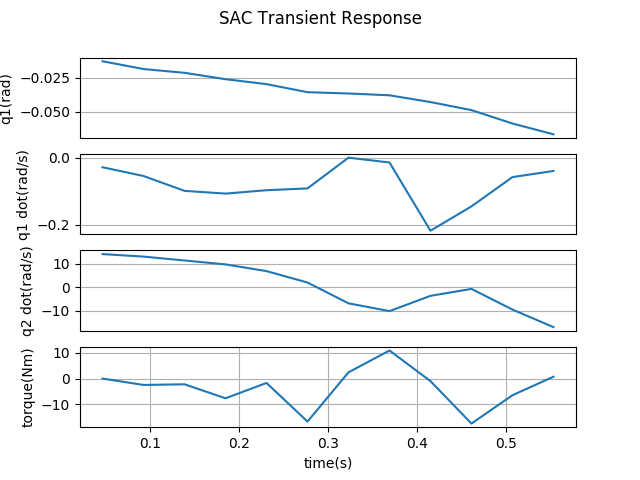 SAC Transient Response
q1(rad)
−0.025
−0.050
q1 dot(rad/s)
0.0
−0.2
q2 dot(rad/s)
10
0
−10
torque(Nm)
10
0
−10
0.1 0.2 0.3 0.4 0.5
time(s)